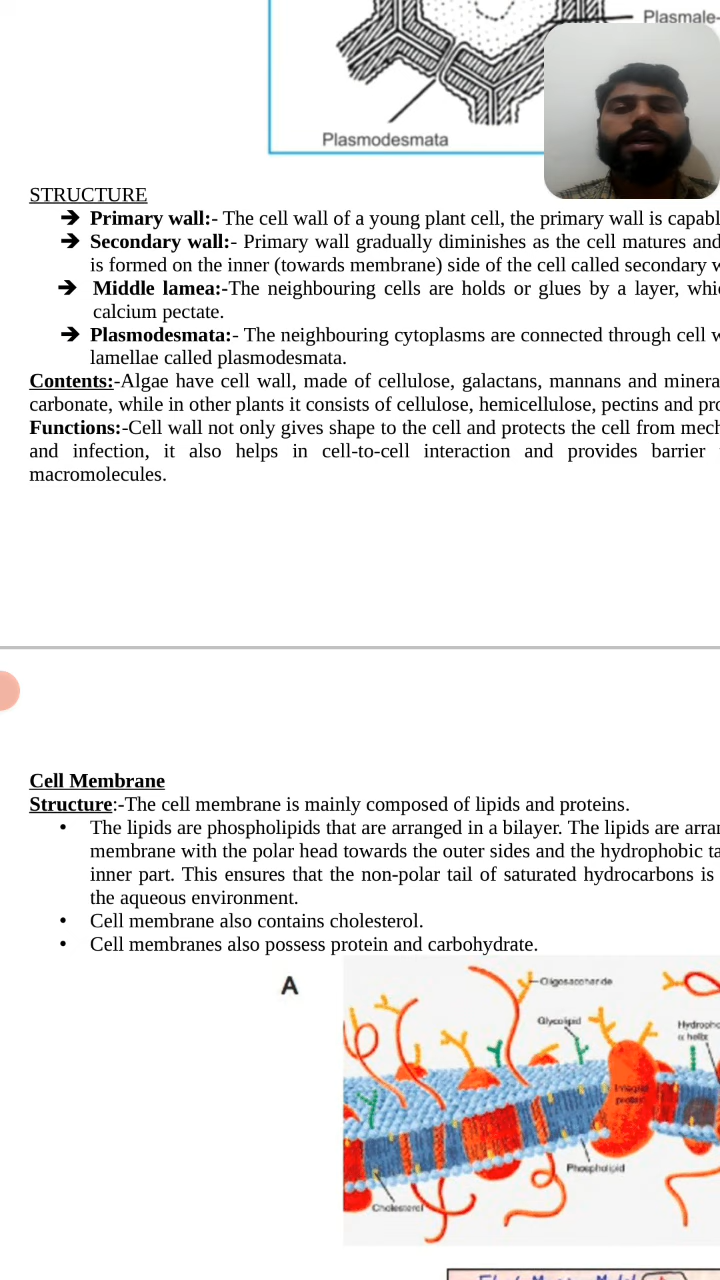 Plasmale-
Plasmodesmata
STRUCTURE
➔ Primary wall:- The cell wall of a young plant cell, the primary wall is capabl
➔ Secondary wall:- Primary wall gradually diminishes as the cell matures and
is formed on the inner (towards membrane) side of the cell called secondary w
➔ Middle lamea:-The neighbouring cells are holds or glues by a layer, whi
calcium pectate.
➔ Plasmodesmata:- The neighbouring cytoplasms are connected through cell w
lamellae called plasmodesmata.
Contents:-Algae have cell wall, made of cellulose, galactans, mannans and minera
carbonate, while in other plants it consists of cellulose, hemicellulose, pectins and pro
Functions:-Cell wall not only gives shape to the cell and protects the cell from mech
and infection, it also helps in cell-to-cell interaction and provides barrier
macromolecules.
Cell Membrane
Structure:-The cell membrane is mainly composed of lipids and proteins.
• The lipids are phospholipids that are arranged in a bilayer. The lipids are arran
membrane with the polar head towards the outer sides and the hydrophobic ta
inner part. This ensures that the non-polar tail of saturated hydrocarbons is
the aqueous environment.
• Cell membrane also contains cholesterol.
• Cell membranes also possess protein and carbohydrate.
A
Oligosaccharide
Glycolipid
Hydropho
α helix
Integral
protein
Phospholipid
Cholesterol